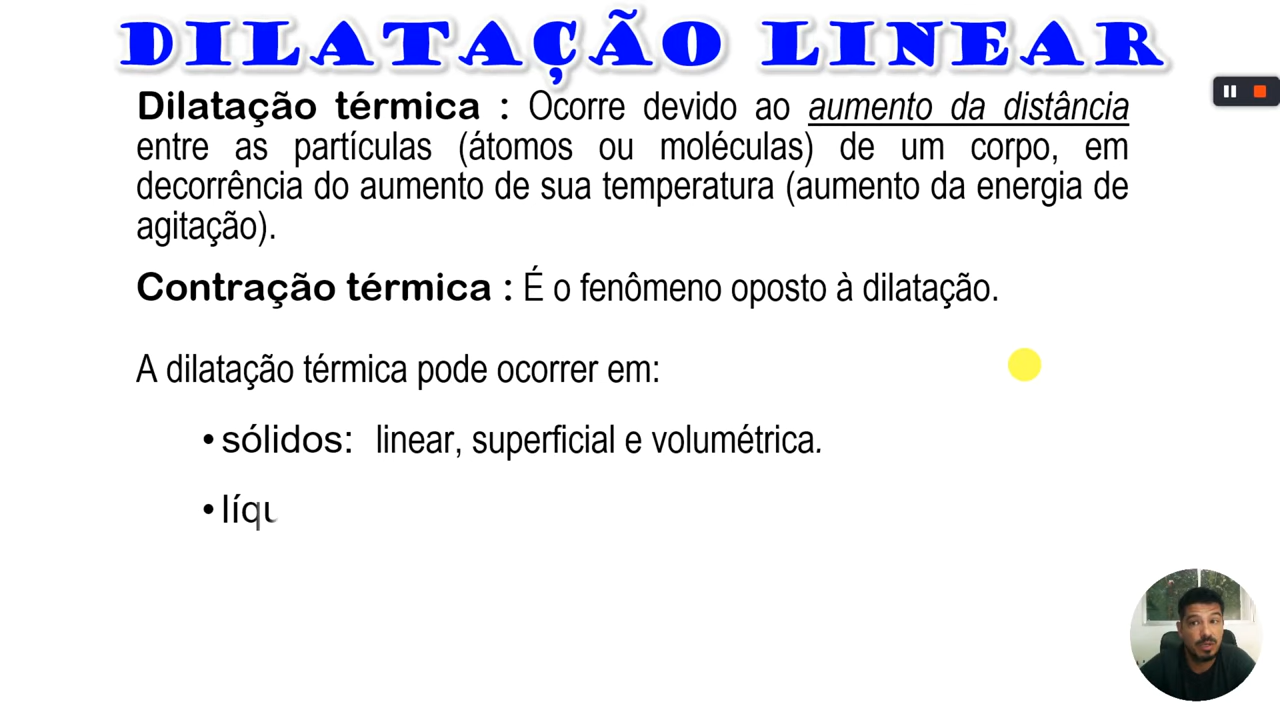 DILATAÇÃO LINEAR
Dilatação térmica : Ocorre devido ao aumento da distância
entre as partículas (átomos ou moléculas) de um corpo, em
decorrência do aumento de sua temperatura (aumento da energia de
agitação).
Contração térmica : É o fenômeno oposto à dilatação.
A dilatação térmica pode ocorrer em:
• sólidos: linear, superficial e volumétrica.
• líqu